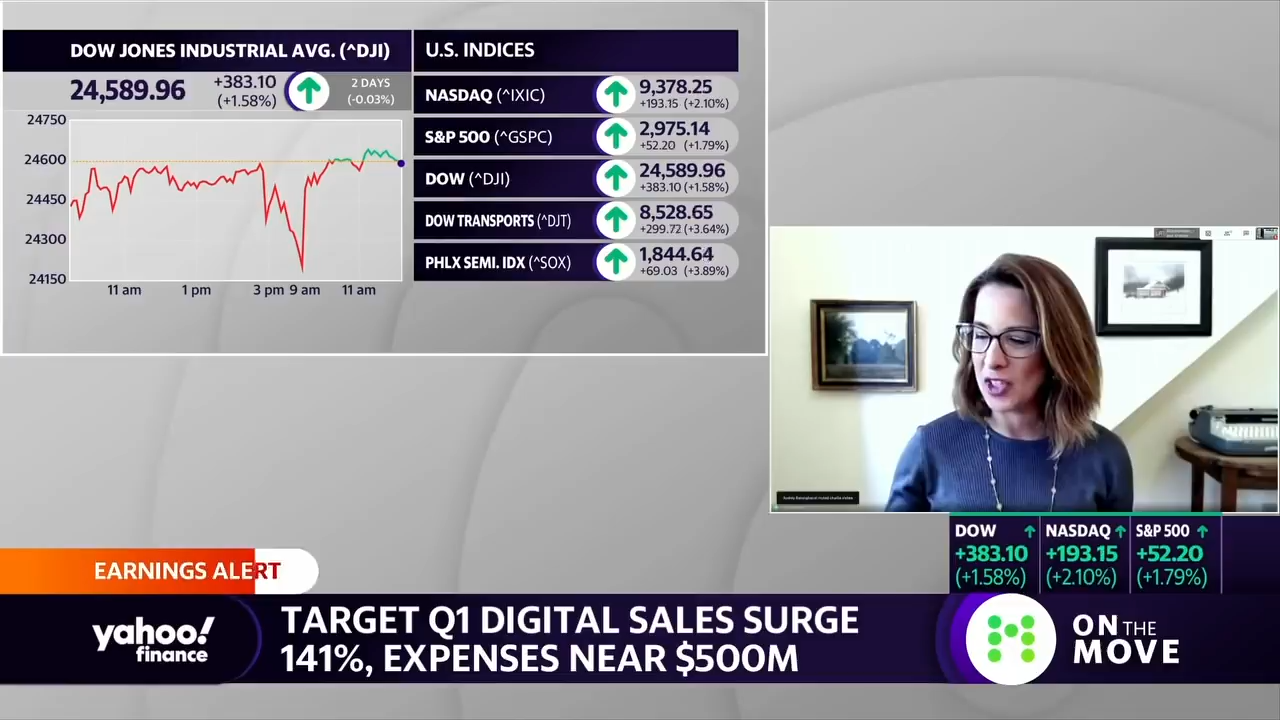 DOW JONES INDUSTRIAL AVG. (^DJI)
24,589.96
+383.10
(+1.58%)
2 DAYS
(-0.03%)
24750
24600
24450
24300
24150
11 am
1 pm
3 pm
9 am
11 am
U.S. INDICES
NASDAQ (^IXIC)
9,378.25
+193.15 (+2.10%)
S&P 500 (^GSPC)
2,975.14
+52.20 (+1.79%)
DOW (^DJI)
24,589.96
+383.10 (+1.58%)
DOW TRANSPORTS (^DJT)
8,528.65
+299.72 (+3.64%)
PHLX SEMI. IDX (^SOX)
1,844.64
+69.03 (+3.89%)
DOW
+383.10
(+1.58%)
NASDAQ
+193.15
(+2.10%)
S&P 500
+52.20
(+1.79%)
EARNINGS ALERT
yahoo!
finance
TARGET Q1 DIGITAL SALES SURGE
141%, EXPENSES NEAR $500M
ON THE
MOVE